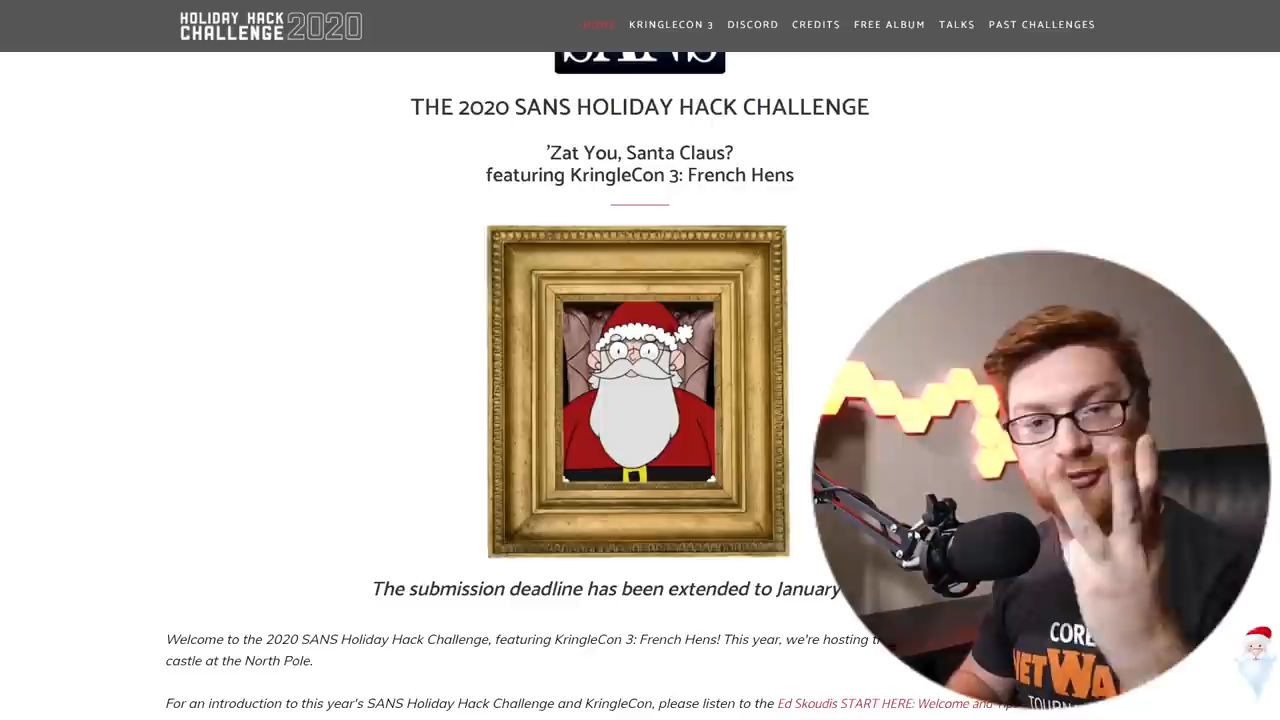 HOLIDAY HACK
CHALLENGE 2020
HOME KRINGLECON 3 DISCORD CREDITS FREE ALBUM TALKS PAST CHALLENGES
SANS
THE 2020 SANS HOLIDAY HACK CHALLENGE
'Zat You, Santa Claus?
featuring KringleCon 3: French Hens
The submission deadline has been extended to January
Welcome to the 2020 SANS Holiday Hack Challenge, featuring KringleCon 3: French Hens! This year, we're hosting
castle at the North Pole.
For an introduction to this year's SANS Holiday Hack Challenge and KringleCon, please listen to the Ed Skoudis START HERE: Welcome and
CORE
NETWA
TOURN